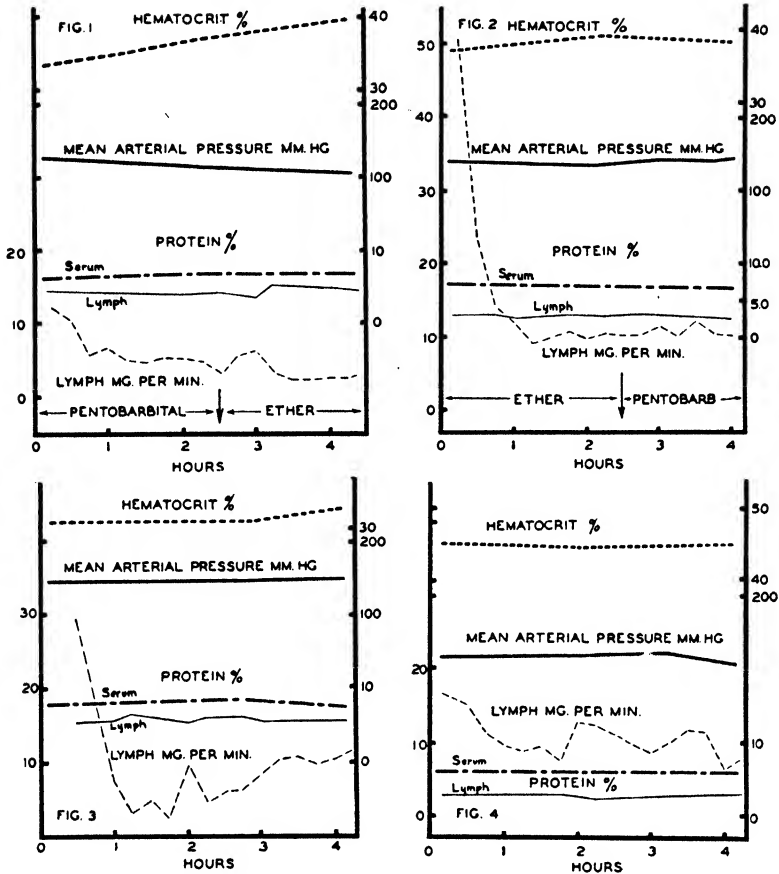 FIG. 1
HEMATOCRIT %
40
30
200
MEAN ARTERIAL PRESSURE MM. HG
100
PROTEIN %
20
10
Serum
Lymph
10
0
LYMPH MG. PER MIN.
0
PENTOBARBITAL
ETHER
0 1 2 3 4
HOURS
FIG. 2
HEMATOCRIT %
50
40
40
30
200
MEAN ARTERIAL PRESSURE MM. HG
30
100
PROTEIN %
20
10.0
Serum
Lymph
5.0
10
0
LYMPH MG. PER MIN.
0
ETHER
PENTOBARB
0 1 2 3 4
HOURS
HEMATOCRIT %
30
200
MEAN ARTERIAL PRESSURE MM. HG
30
100
PROTEIN %
20
Serum
10
Lymph
10
LYMPH MG. PER MIN.
0
FIG. 3
0 1 2 3 4
HOURS
50
HEMATOCRIT %
40
200
MEAN ARTERIAL PRESSURE MM. HG
20
100
LYMPH MG. PER MIN.
10
10
Serum
PROTEIN %
Lymph
0
FIG. 4
0
0 1 2 3 4
HOURS